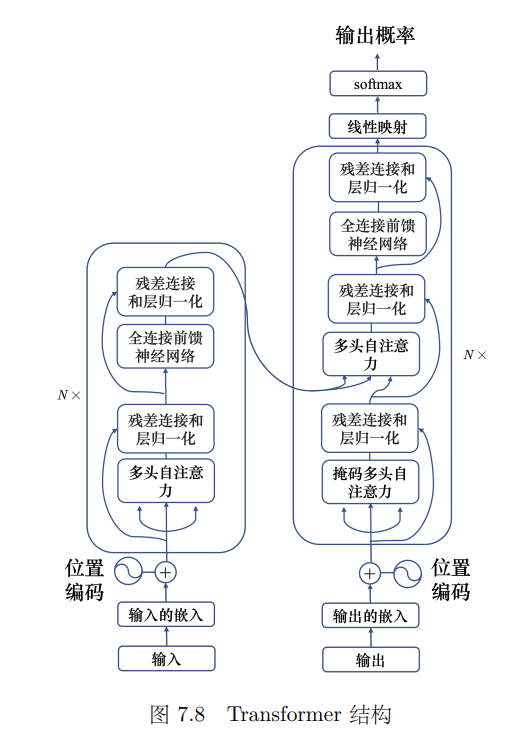 输出概率
softmax
线性映射
残差连接和
层归一化
全连接前馈
神经网络
残差连接和
层归一化
多头自注意
力
残差连接和
层归一化
掩码多头自
注意力
N×
位置
编码
输出的嵌入
输出
残差连接
和层归一化
全连接前馈
神经网络
N×
残差连接和
层归一化
多头自注意
力
位置
编码
+
+
输入的嵌入
输入
图 7.8 Transformer 结构